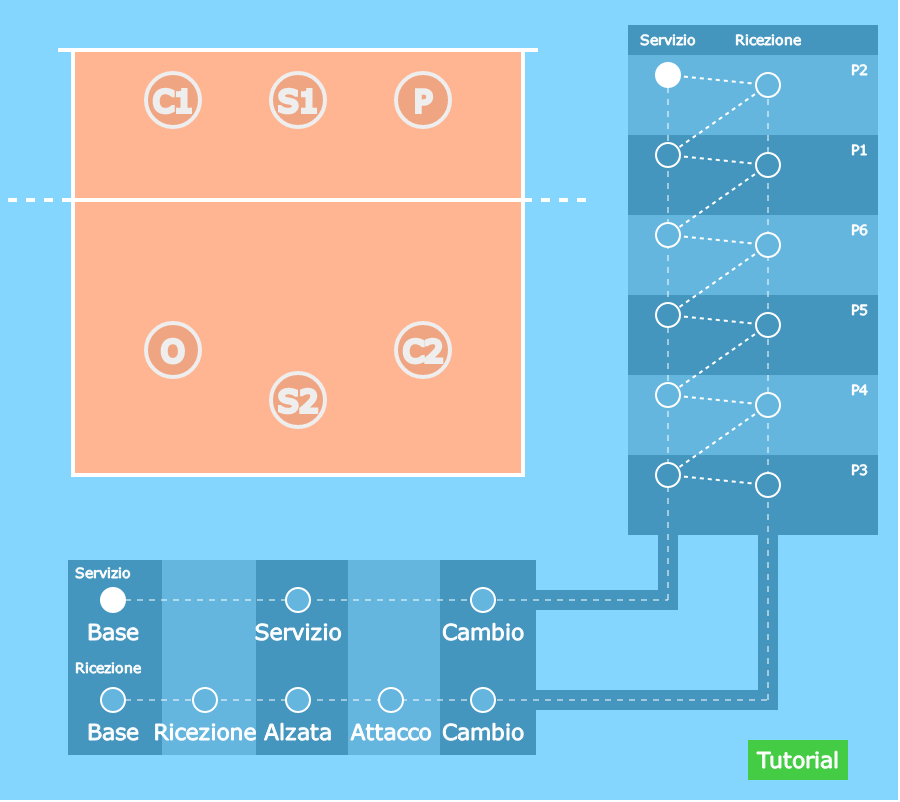 C1 S1 P
O S2 C2
Servizio Ricezione
P2
P1
P6
P5
P4
P3
Servizio
Base Servizio Cambio
Ricezione
Base Ricezione Alzata Attacco Cambio
Tutorial